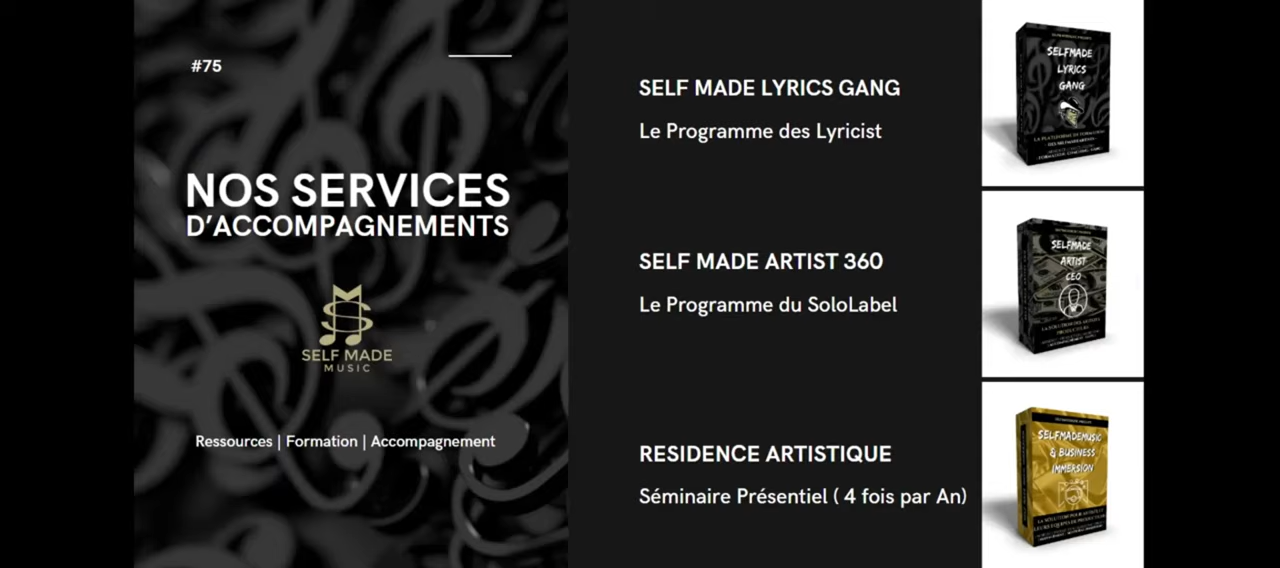 #75
NOS SERVICES
D'ACCOMPAGNEMENTS
SELF MADE
MUSIC
Ressources | Formation | Accompagnement
SELF MADE LYRICS GANG
Le Programme des Lyricist
SELF MADE ARTIST 360
Le Programme du SoloLabel
RESIDENCE ARTISTIQUE
Séminaire Présentiel ( 4 fois par An)
SELFMADE
LYRICS
GANG
SELFMADE
ARTIST
CEO
SELFMADEMUSIC
& BUSINESS
IMMERSION